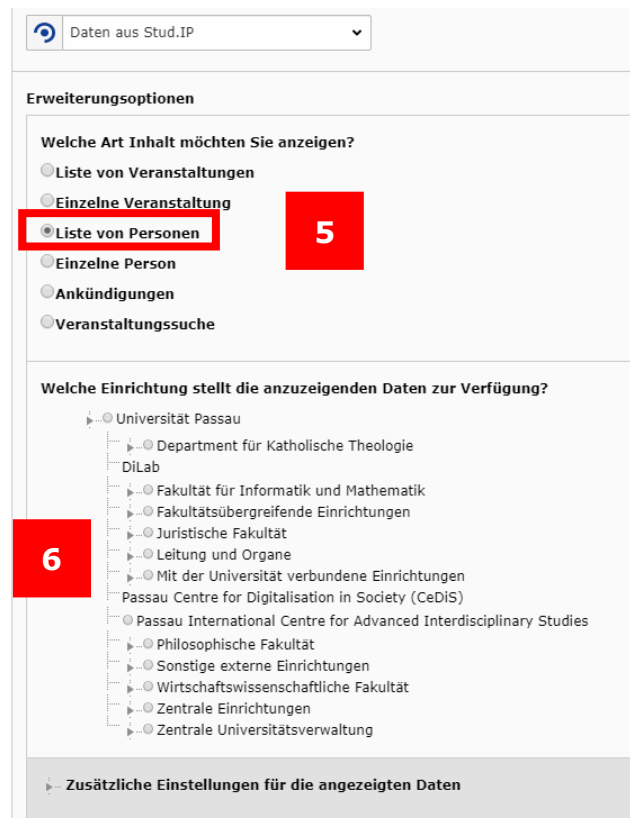 Daten aus Stud.IP
Erweiterungsoptionen
Welche Art Inhalt möchten Sie anzeigen?
Liste von Veranstaltungen
Einzelne Veranstaltung
Liste von Personen
5
Einzelne Person
Ankündigungen
Veranstaltungssuche
Welche Einrichtung stellt die anzuzeigenden Daten zur Verfügung?
Universität Passau
Department für Katholische Theologie
DiLab
Fakultät für Informatik und Mathematik
Fakultätsübergreifende Einrichtungen
Juristische Fakultät
6
Leitung und Organe
Mit der Universität verbundene Einrichtungen
Passau Centre for Digitalisation in Society (CeDiS)
Passau International Centre for Advanced Interdisciplinary Studies
Philosophische Fakultät
Sonstige externe Einrichtungen
Wirtschaftswissenschaftliche Fakultät
Zentrale Einrichtungen
Zentrale Universitätsverwaltung
Zusätzliche Einstellungen für die angezeigten Daten